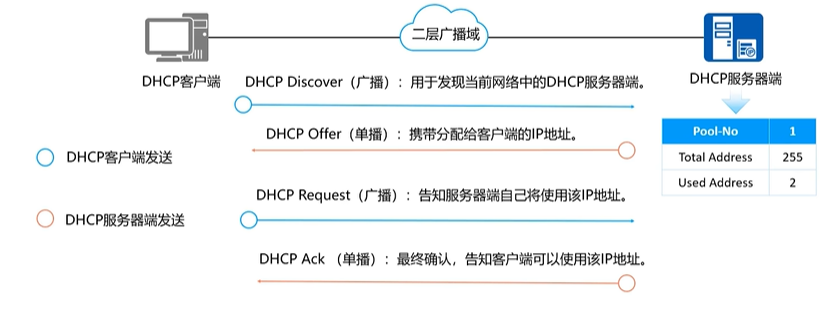 二层广播域
DHCP客户端
DHCP服务器端
DHCP Discover（广播）：用于发现当前网络中的DHCP服务器端。
DHCP Offer（单播）：携带分配给客户端的IP地址。
DHCP客户端发送
DHCP Request（广播）：告知服务器端自己将使用该IP地址。
DHCP服务器端发送
DHCP Ack （单播）：最终确认，告知客户端可以使用该IP地址。
Pool-No 1
Total Address 255
Used Address 2